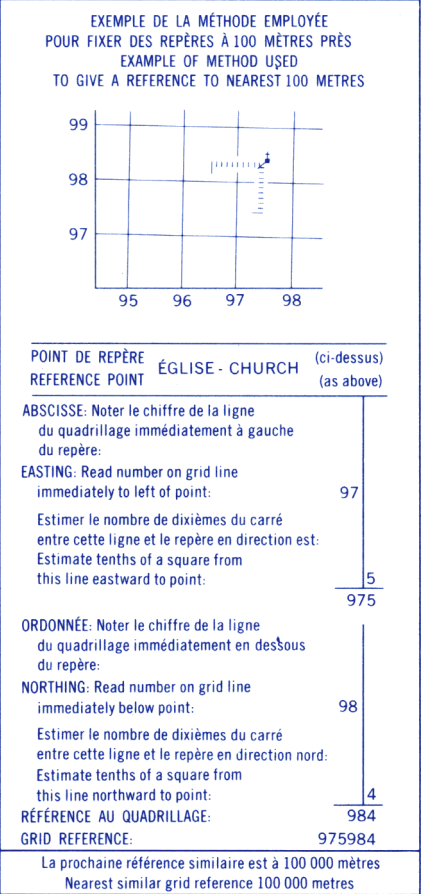 EXEMPLE DE LA MÉTHODE EMPLOYÉE
POUR FIXER DES REPÈRES À 100 MÈTRES PRÈS
EXAMPLE OF METHOD USED
TO GIVE A REFERENCE TO NEAREST 100 METRES
99
98
97
95 96 97 98
POINT DE REPÈRE
REFERENCE POINT
ÉGLISE - CHURCH
(ci-dessus)
(as above)
ABSCISSE: Noter le chiffre de la ligne
du quadrillage immédiatement à gauche
du repère:
EASTING: Read number on grid line
immediately to left of point: 97
Estimer le nombre de dixièmes du carré
entre cette ligne et le repère en direction est:
Estimate tenths of a square from
this line eastward to point: 5
975
ORDONNÉE: Noter le chiffre de la ligne
du quadrillage immédiatement en dessous
du repère:
NORTHING: Read number on grid line
immediately below point: 98
Estimer le nombre de dixièmes du carré
entre cette ligne et le repère en direction nord:
Estimate tenths of a square from
this line northward to point: 4
RÉFÉRENCE AU QUADRILLAGE: 984
GRID REFERENCE: 975984
La prochaine référence similaire est à 100 000 mètres
Nearest similar grid reference 100 000 metres